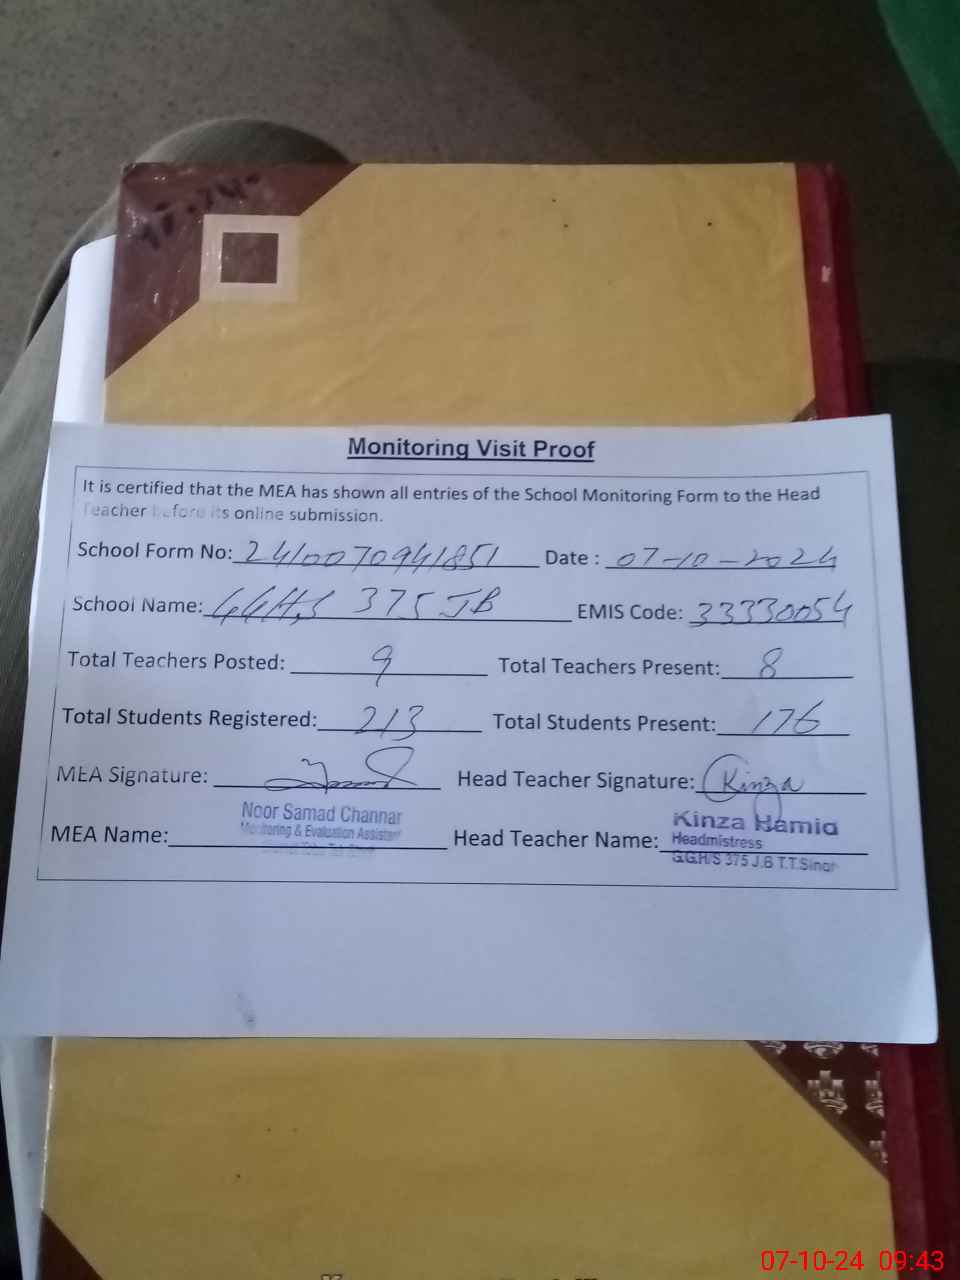 Monitoring Visit Proof
It is certified that the MEA has shown all entries of the School Monitoring Form to the Head
Teacher before its online submission.
School Form No: 2410070941851 Date : 07-10-2024
School Name: GGHS 375 JB EMIS Code: 33330054
Total Teachers Posted: 9 Total Teachers Present: 8
Total Students Registered: 213 Total Students Present: 176
MEA Signature: Head Teacher Signature: Kinza
MEA Name: Noor Samad Channar
Monitoring & Evaluation Assistant
Head Teacher Name: Kinza Hamid
Headmistress
G.G.H/S 375 J.B T.T.Singh
07-10-24 09:43